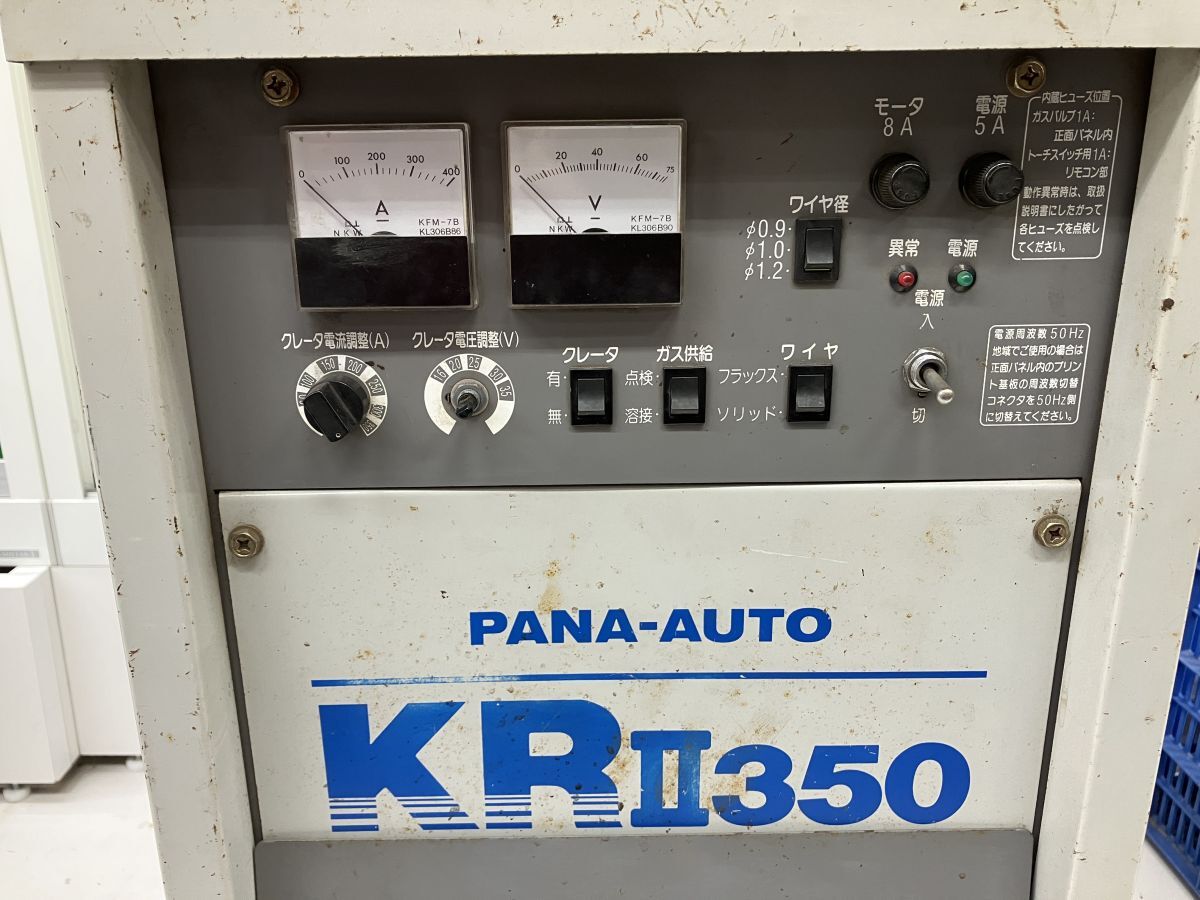 モータ
8A
電源
5A
内蔵ヒューズ位置
ガスバルブ1A:
正面パネル内
トーチスイッチ用1A:
リモコン部
動作異常時は、取扱
説明書にしたがって
各ヒューズを点検し
てください。
0 100 200 300 400
A
NKW
KFM-7B
KL306B86
0 20 40 60 75
V
NKW
KFM-7B
KL306B90
ワイヤ径
φ0.9
φ1.0
φ1.2
異常
電源
電源
入
切
電源周波数50Hz
地域でご使用の場合は
正面パネル内のプリン
ト基板の周波数切替
コネクタを50Hz側
に切替えてください。
クレータ電流調整(A)
100 150 200 250
クレータ電圧調整(V)
16 20 25 30 35
クレータ
有
無
ガス供給
点検
溶接
ワイヤ
フラックス
ソリッド
PANA-AUTO
KRII350